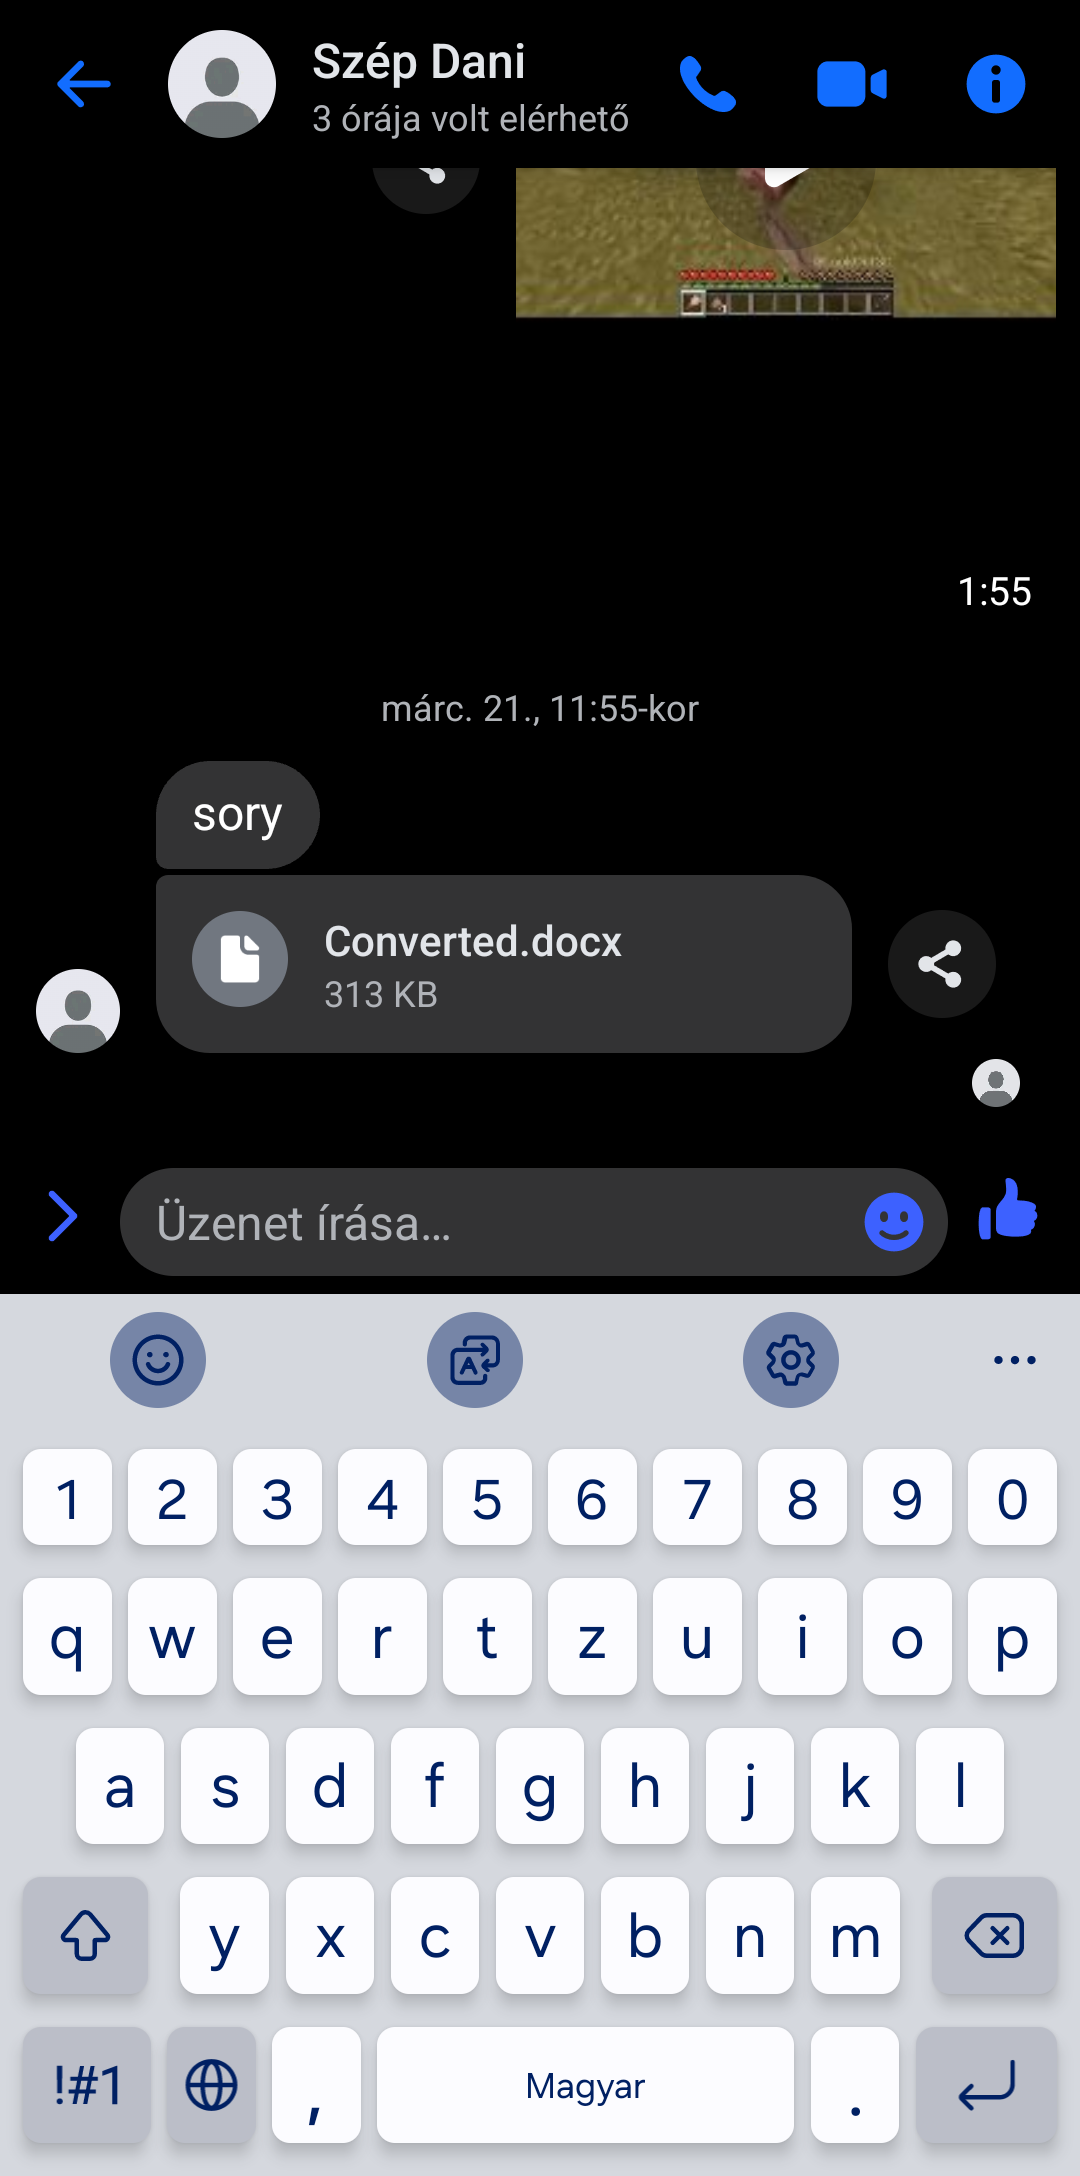 Szép Dani
3 órája volt elérhető
1:55
márc. 21., 11:55-kor
sory
Converted.docx
313 KB
Üzenet írása…
A
1 2 3 4 5 6 7 8 9 0
q w e r t z u i o p
a s d f g h j k l
y x c v b n m
!#1 , Magyar .